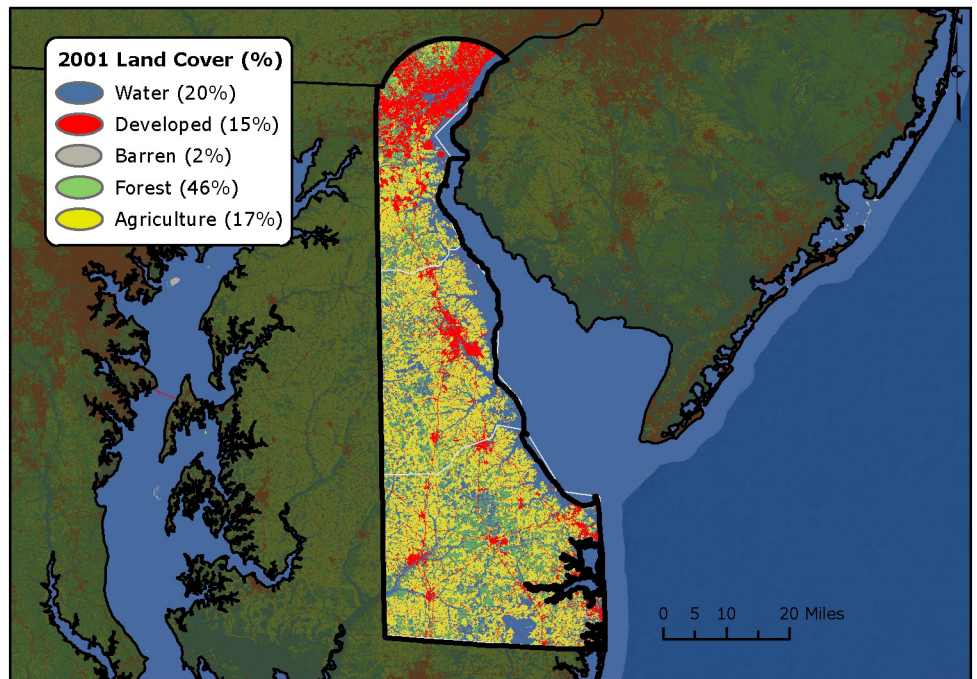 2001 Land Cover (%)
Water (20%)
Developed (15%)
Barren (2%)
Forest (46%)
Agriculture (17%)
0 5 10 20 Miles